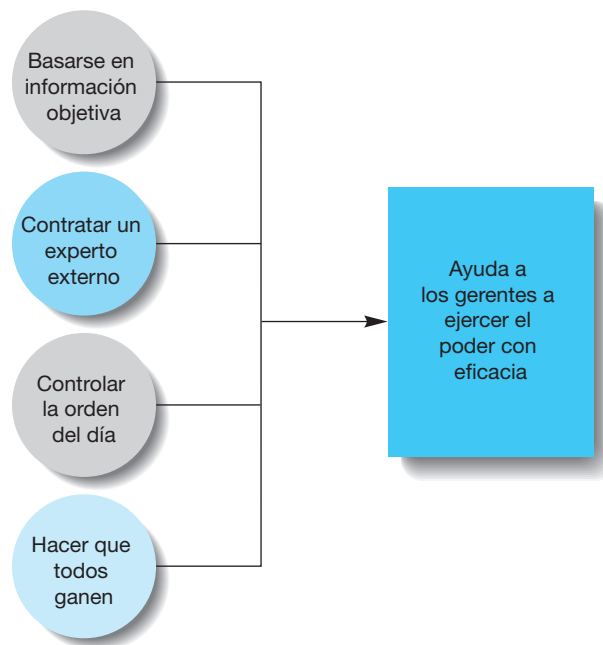 Basarse en
información
objetiva
Contratar un
experto
externo
Controlar
la orden
del día
Hacer que
todos
ganen
Ayuda a
los gerentes a
ejercer el
poder con
eficacia